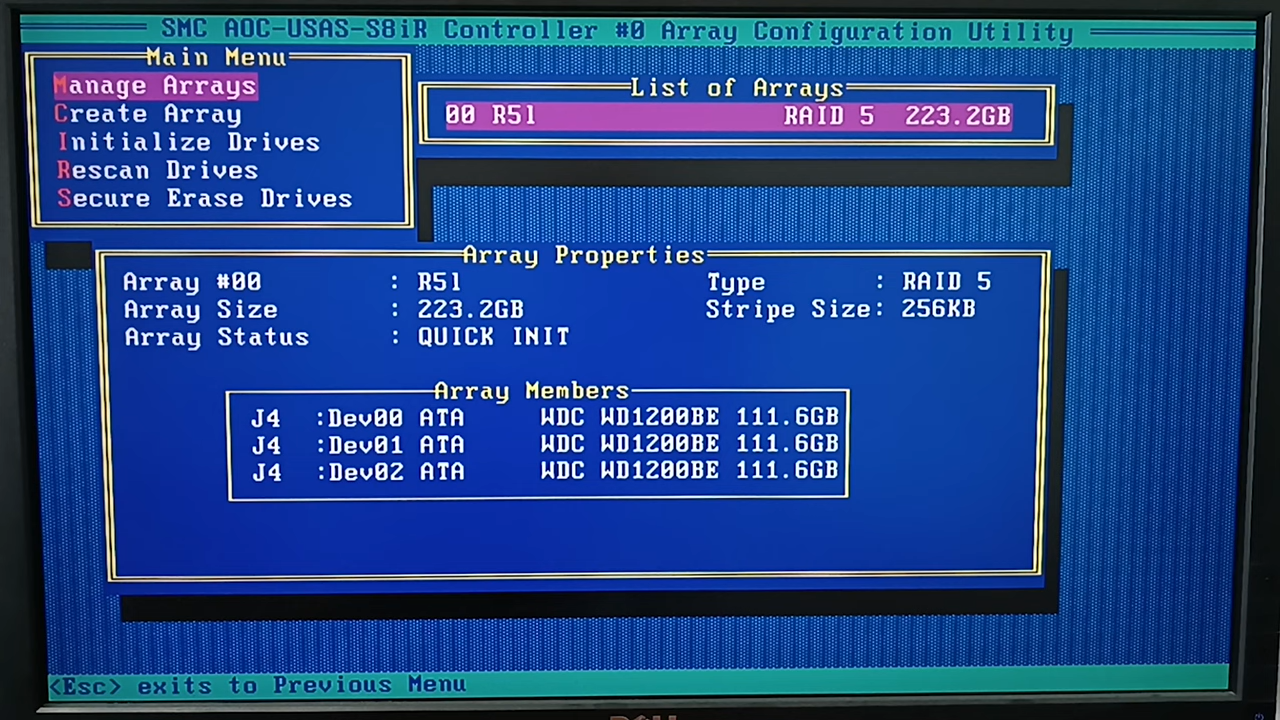 SMC AOC-USAS-S8iR Controller #0 Array Configuration Utility
Main Menu
Manage Arrays
Create Array
Initialize Drives
Rescan Drives
Secure Erase Drives
List of Arrays
00 R51 RAID 5 223.2GB
Array Properties
Array #00 : R51 Type : RAID 5
Array Size : 223.2GB Stripe Size: 256KB
Array Status : QUICK INIT
Array Members
J4 :Dev00 ATA WDC WD1200BE 111.6GB
J4 :Dev01 ATA WDC WD1200BE 111.6GB
J4 :Dev02 ATA WDC WD1200BE 111.6GB
<Esc> exits to Previous Menu